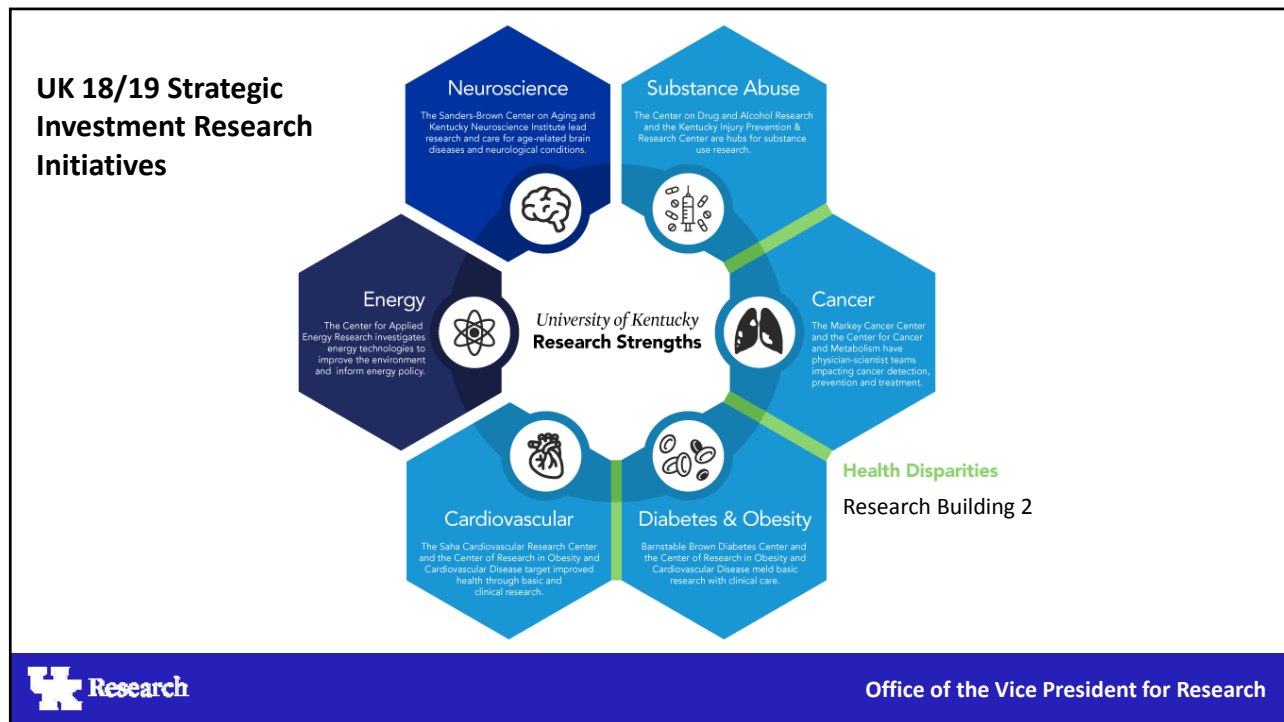 UK 18/19 Strategic
Investment Research
Initiatives
Neuroscience
The Sanders-Brown Center on Aging and
Kentucky Neuroscience Institute lead
research and care for age-related brain
diseases and neurological conditions.
Substance Abuse
The Center on Drug and Alcohol Research
and the Kentucky Injury Prevention &
Research Center are hubs for substance
use research.
Energy
The Center for Applied
Energy Research investigates
energy technologies to
improve the environment
and inform energy policy.
University of Kentucky
Research Strengths
Cancer
The Markey Cancer Center
and the Center for Cancer
and Metabolism have
physician-scientist teams
impacting cancer detection,
prevention and treatment.
Cardiovascular
The Saha Cardiovascular Research Center
and the Center of Research in Obesity and
Cardiovascular Disease target improved
health through basic and
clinical research.
Diabetes & Obesity
Barnstable Brown Diabetes Center and
the Center of Research in Obesity and
Cardiovascular Disease meld basic
research with clinical care.
Health Disparities
Research Building 2
UK Research
Office of the Vice President for Research